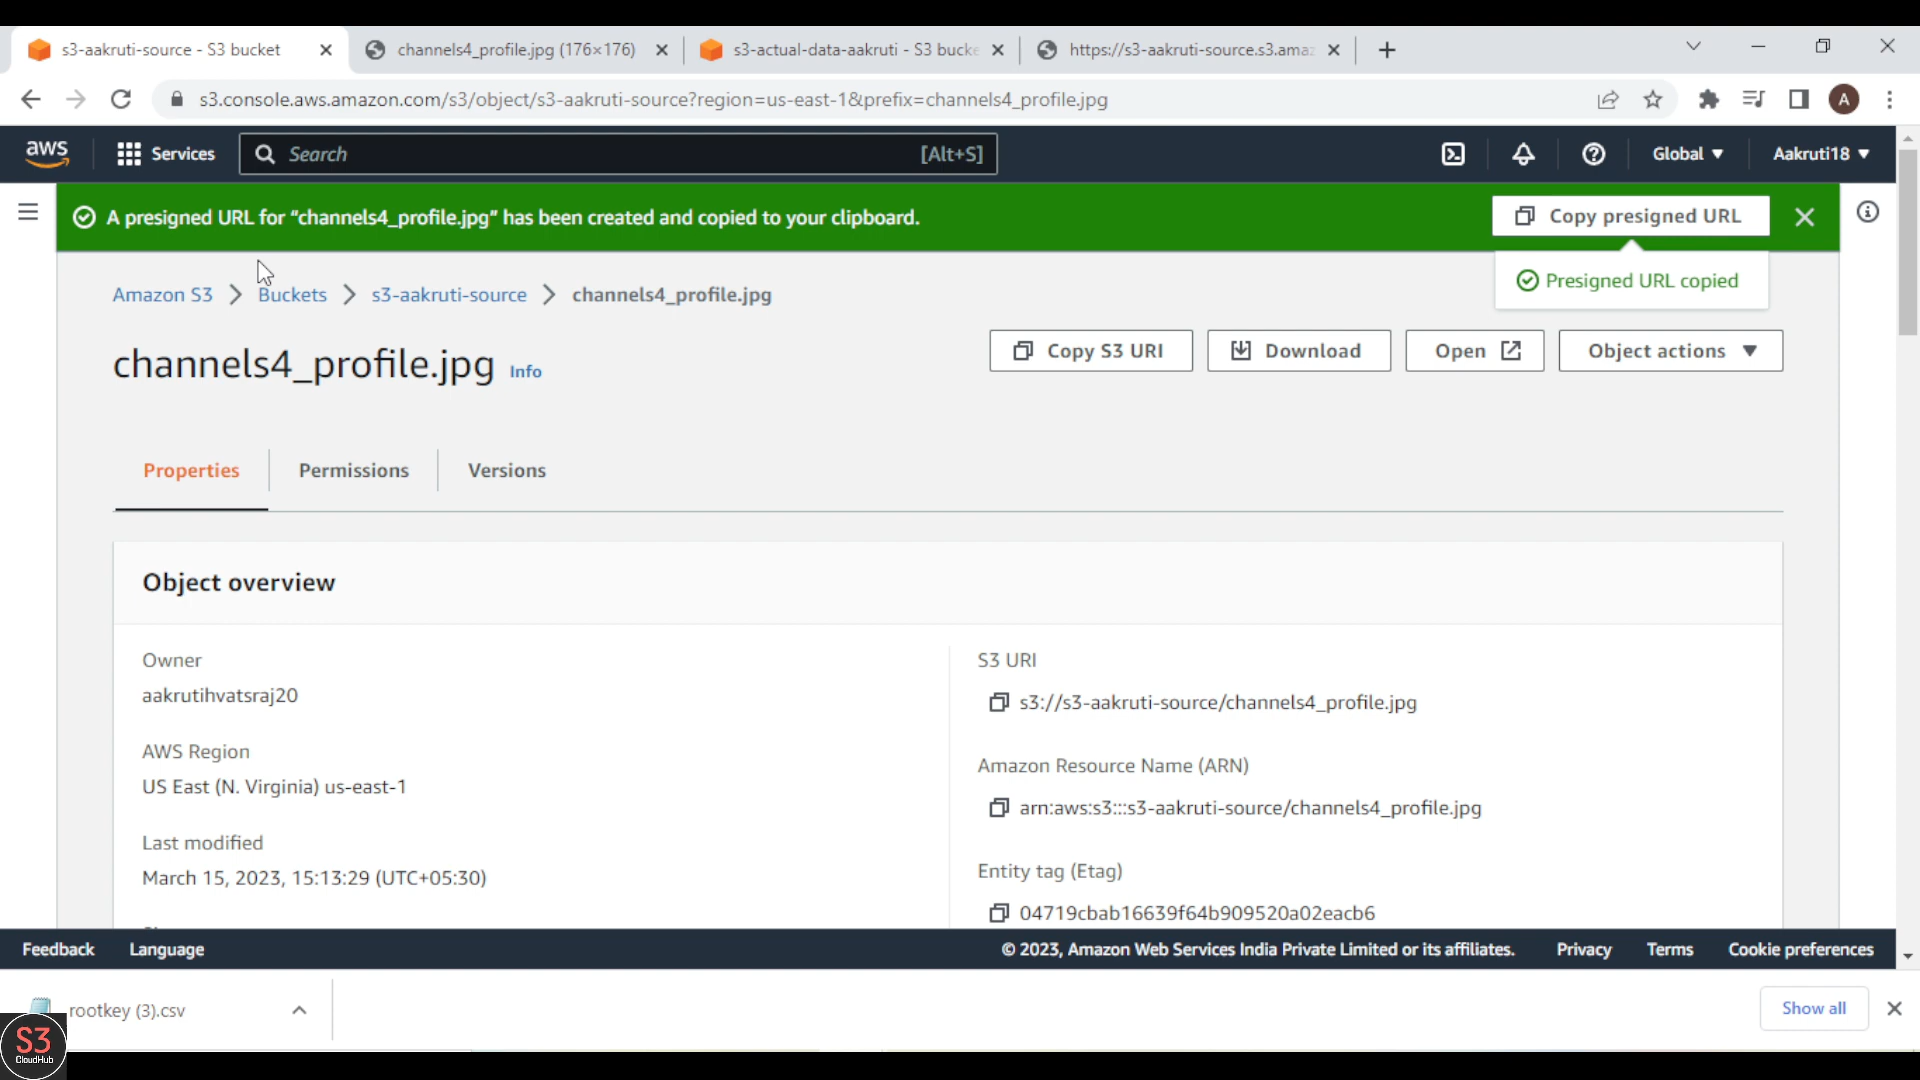 s3-aakruti-source - S3 bucket
channels4_profile.jpg (176×176)
s3-actual-data-aakruti - S3 bucke
https://s3-aakruti-source.s3.ama
s3.console.aws.amazon.com/s3/object/s3-aakruti-source?region=us-east-1&prefix=channels4_profile.jpg
A
aws
Services
Search
[Alt+S]
Global
Aakruti18
A presigned URL for “channels4_profile.jpg” has been created and copied to your clipboard.
Copy presigned URL
Presigned URL copied
Amazon S3 > Buckets > s3-aakruti-source > channels4_profile.jpg
channels4_profile.jpg Info
Copy S3 URI
Download
Open
Object actions
Properties
Permissions
Versions
Object overview
Owner
aakrutihvatsraj20
AWS Region
US East (N. Virginia) us-east-1
Last modified
March 15, 2023, 15:13:29 (UTC+05:30)
S3 URI
s3://s3-aakruti-source/channels4_profile.jpg
Amazon Resource Name (ARN)
arn:aws:s3:::s3-aakruti-source/channels4_profile.jpg
Entity tag (Etag)
04719cbab16639f64b909520a02eacb6
Feedback
Language
© 2023, Amazon Web Services India Private Limited or its affiliates.
Privacy
Terms
Cookie preferences
rootkey (3).csv
Show all
S3
CloudHub